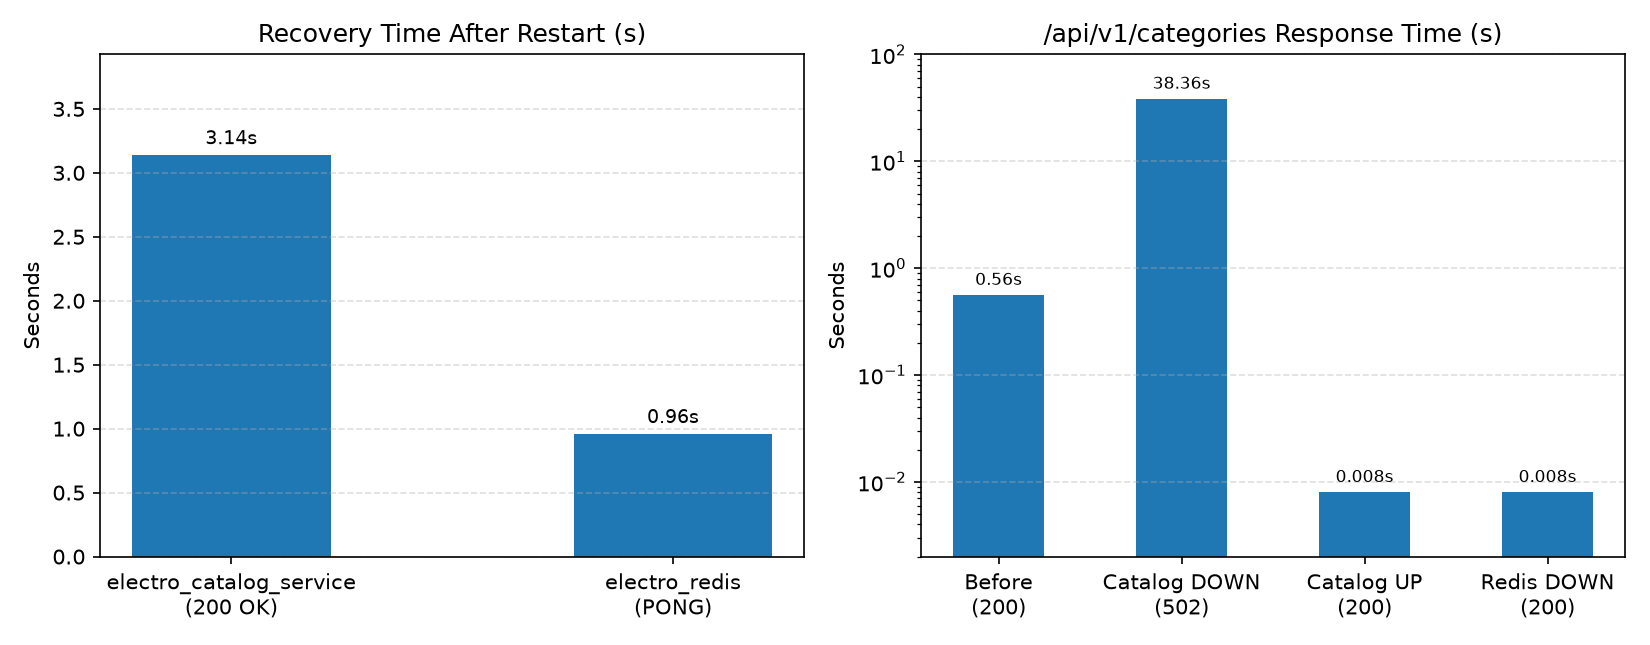 Recovery Time After Restart (s)
Seconds
3.5
3.0
2.5
2.0
1.5
1.0
0.5
0.0
3.14s
0.96s
electro_catalog_service
(200 OK)
electro_redis
(PONG)
/api/v1/categories Response Time (s)
Seconds
10²
10¹
10⁰
10⁻¹
10⁻²
0.56s
38.36s
0.008s
0.008s
Before
(200)
Catalog DOWN
(502)
Catalog UP
(200)
Redis DOWN
(200)